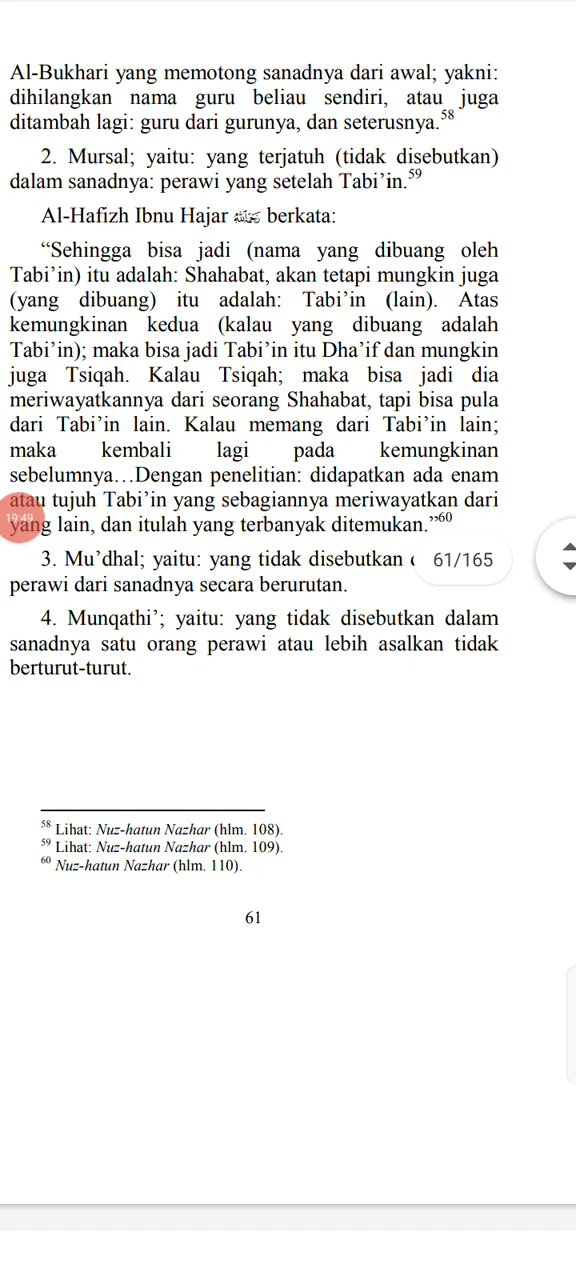 Al-Bukhari yang memotong sanadnya dari awal; yakni:
dihilangkan nama guru beliau sendiri, atau juga
ditambah lagi: guru dari gurunya, dan seterusnya.⁵⁸
2. Mursal; yaitu: yang terjatuh (tidak disebutkan)
dalam sanadnya: perawi yang setelah Tabi’in.⁵⁹
Al-Hafizh Ibnu Hajar رحمه الله berkata:
“Sehingga bisa jadi (nama yang dibuang oleh
Tabi’in) itu adalah: Shahabat, akan tetapi mungkin juga
(yang dibuang) itu adalah: Tabi’in (lain). Atas
kemungkinan kedua (kalau yang dibuang adalah
Tabi’in); maka bisa jadi Tabi’in itu Dha’if dan mungkin
juga Tsiqah. Kalau Tsiqah; maka bisa jadi dia
meriwayatkannya dari seorang Shahabat, tapi bisa pula
dari Tabi’in lain. Kalau memang dari Tabi’in lain;
maka kembali lagi pada kemungkinan
sebelumnya…Dengan penelitian: didapatkan ada enam
atau tujuh Tabi’in yang sebagiannya meriwayatkan dari
yang lain, dan itulah yang terbanyak ditemukan.”⁶⁰
19:49
3. Mu’dhal; yaitu: yang tidak disebutkan
61/165
perawi dari sanadnya secara berurutan.
4. Munqathi’; yaitu: yang tidak disebutkan dalam
sanadnya satu orang perawi atau lebih asalkan tidak
berturut-turut.
⁵⁸ Lihat: Nuz-hatun Nazhar (hlm. 108).
⁵⁹ Lihat: Nuz-hatun Nazhar (hlm. 109).
⁶⁰ Nuz-hatun Nazhar (hlm. 110).
61